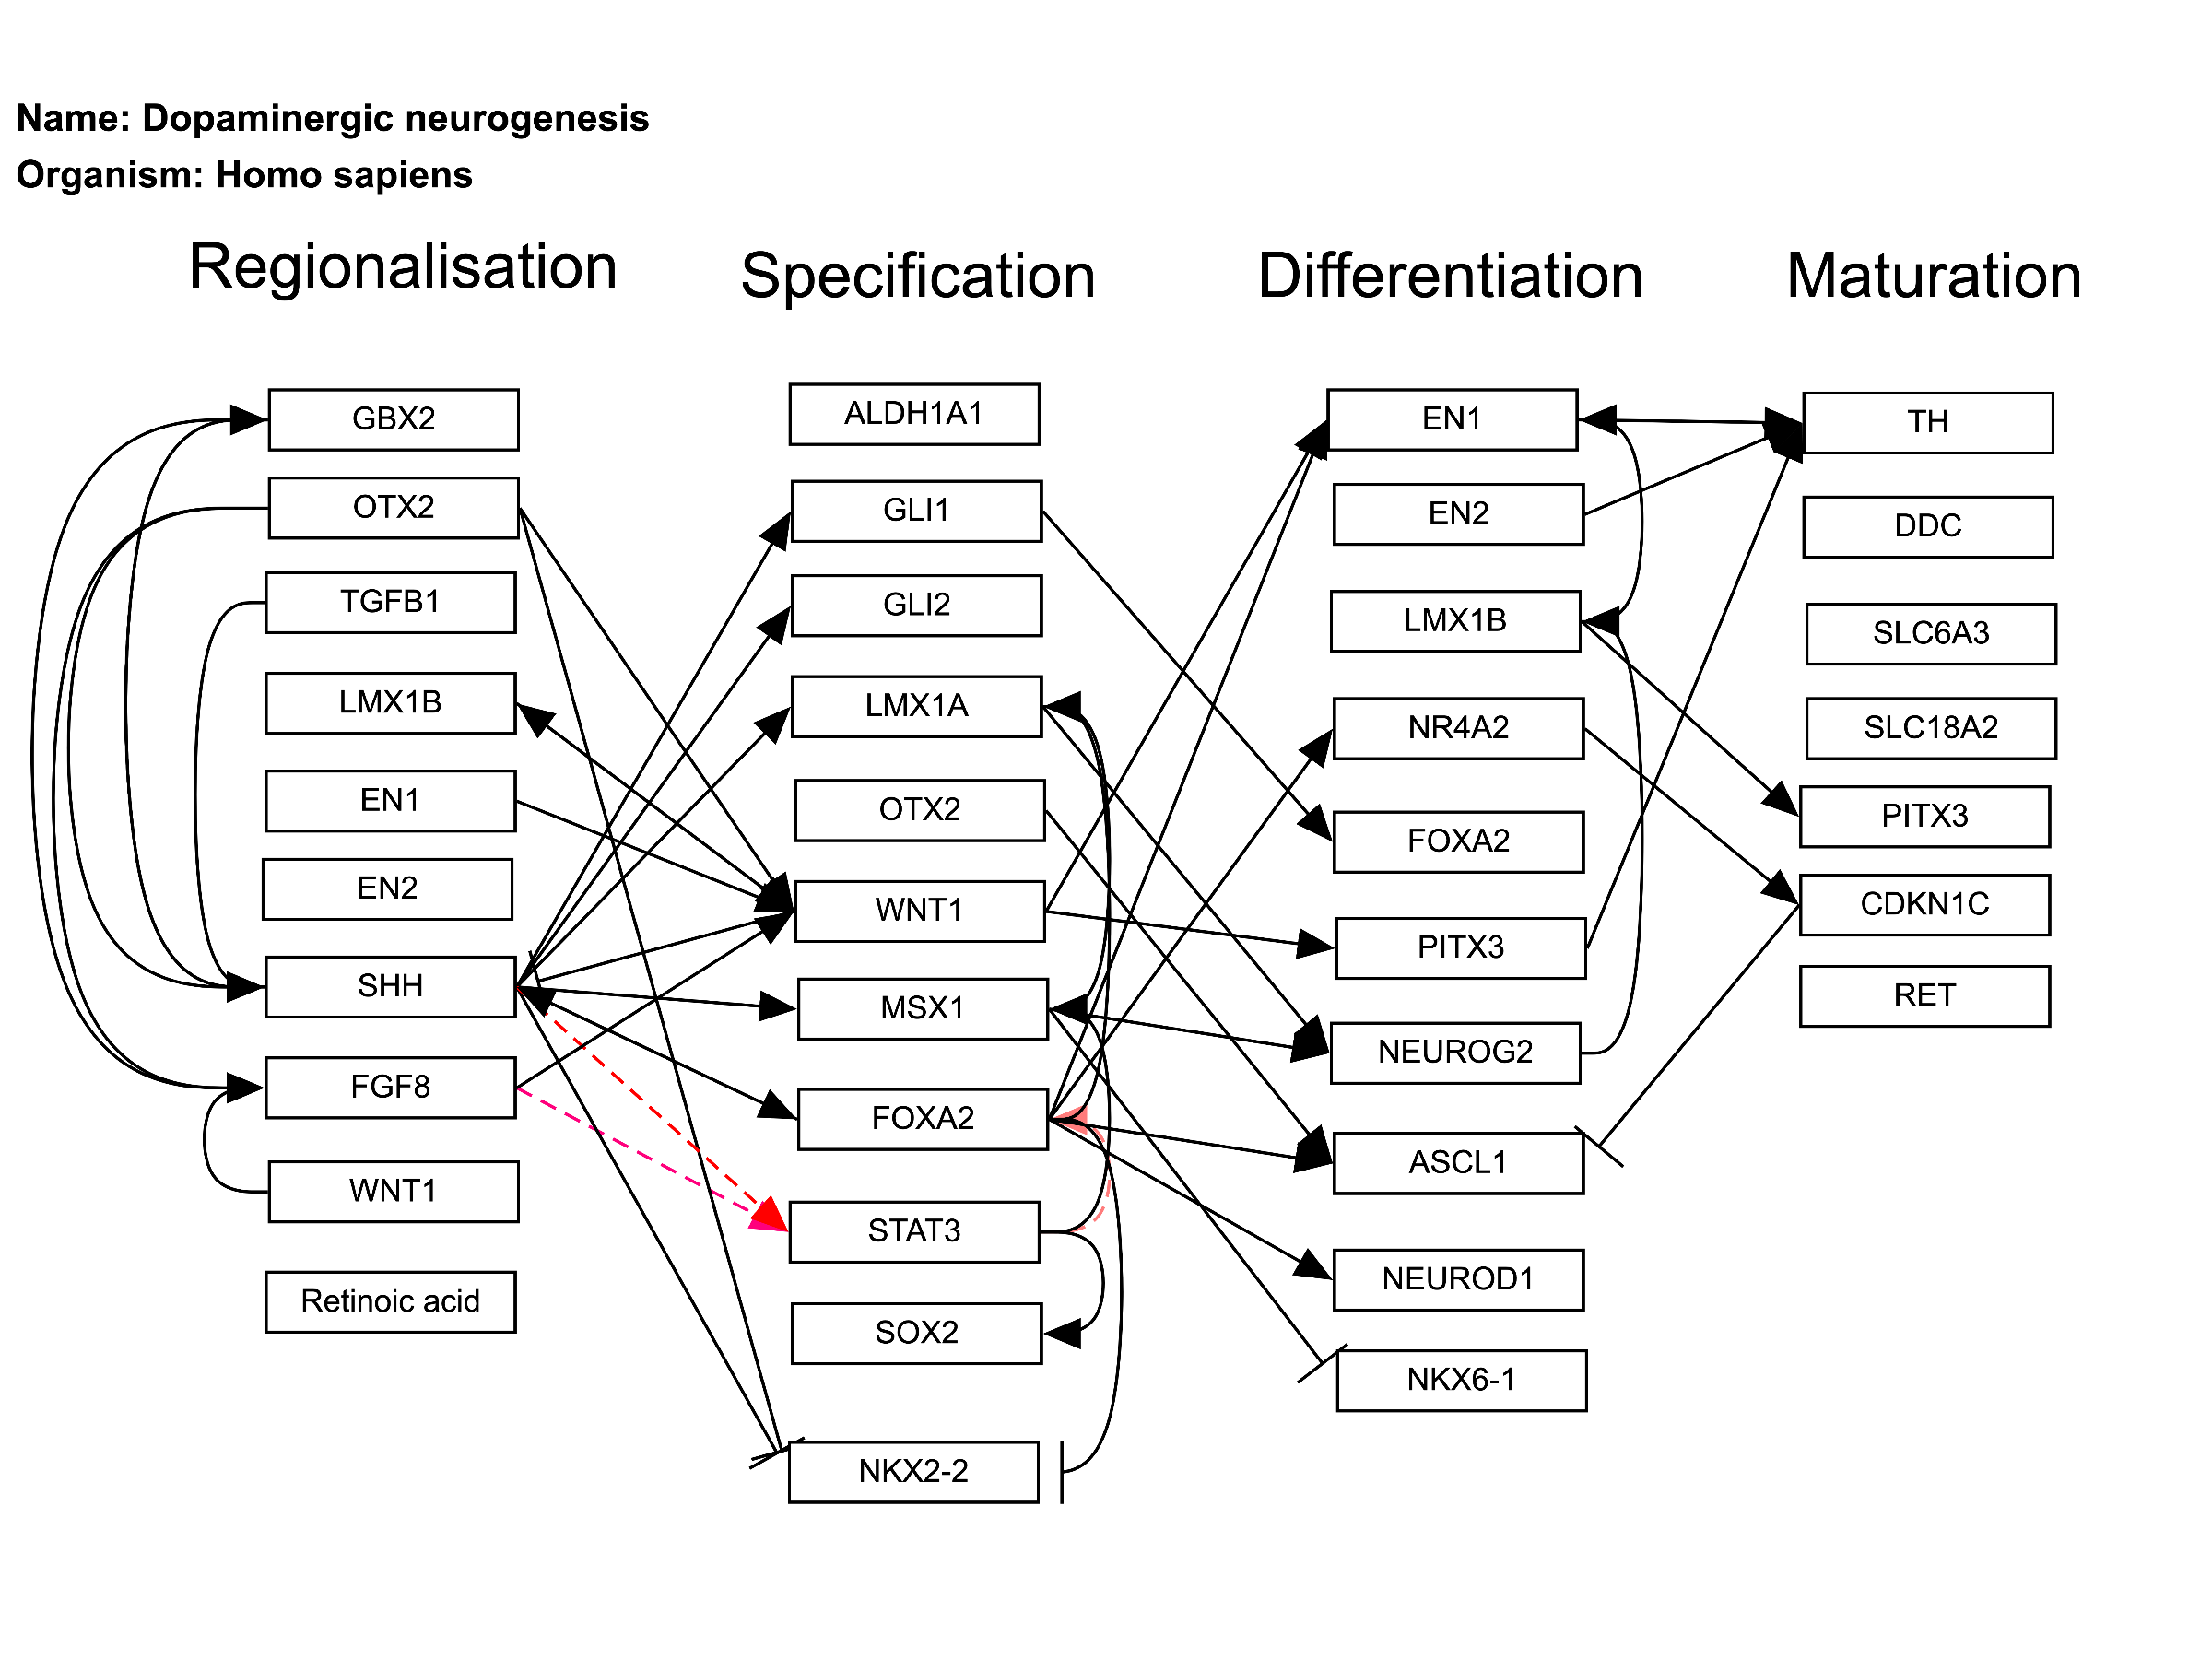 Name: Dopaminergic neurogenesis
Organism: Homo sapiens
Regionalisation
GBX2
OTX2
TGFB1
LMX1B
EN1
EN2
SHH
FGF8
WNT1
Retinoic acid
Specification
ALDH1A1
GLI1
GLI2
LMX1A
OTX2
WNT1
MSX1
FOXA2
STAT3
SOX2
NKX2-2
Differentiation
EN1
EN2
LMX1B
NR4A2
FOXA2
PITX3
NEUROG2
ASCL1
NEUROD1
NKX6-1
Maturation
TH
DDC
SLC6A3
SLC18A2
PITX3
CDKN1C
RET